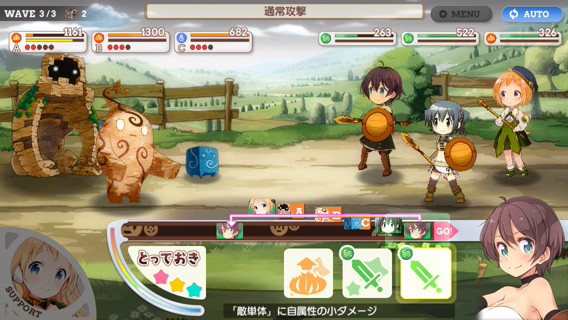 WAVE 3/3 2
通常攻撃
MENU
AUTO
1161
A
1300
B
682
C
263
522
326
GO!
とっておき
SUPPORT
「敵単体」に自属性の小ダメージ